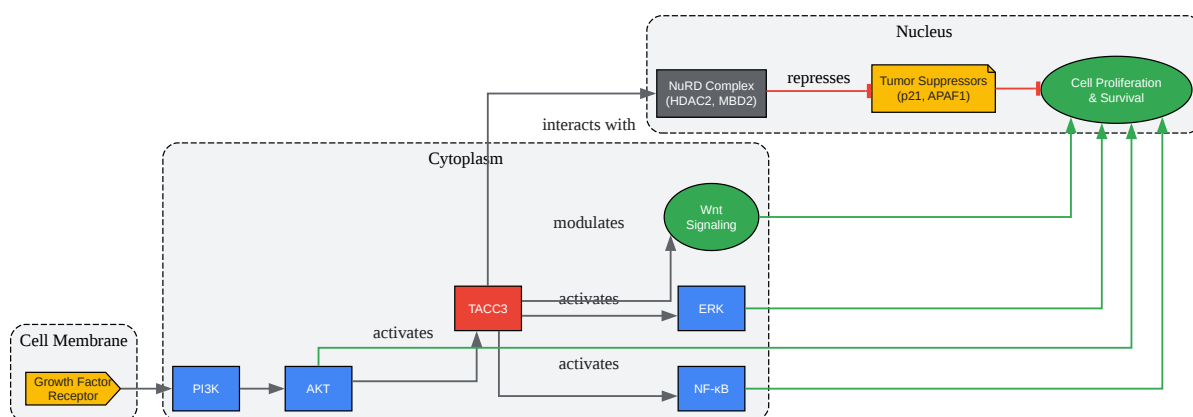 Nucleus
NuRD Complex
(HDAC2, MBD2)
represses
Tumor Suppressors
(p21, APAF1)
Cell Proliferation
& Survival
interacts with
Cytoplasm
modulates
Wnt
Signaling
TACC3
activates
ERK
activates
Cell Membrane
Growth Factor
Receptor
PI3K
AKT
activates
NF-κB